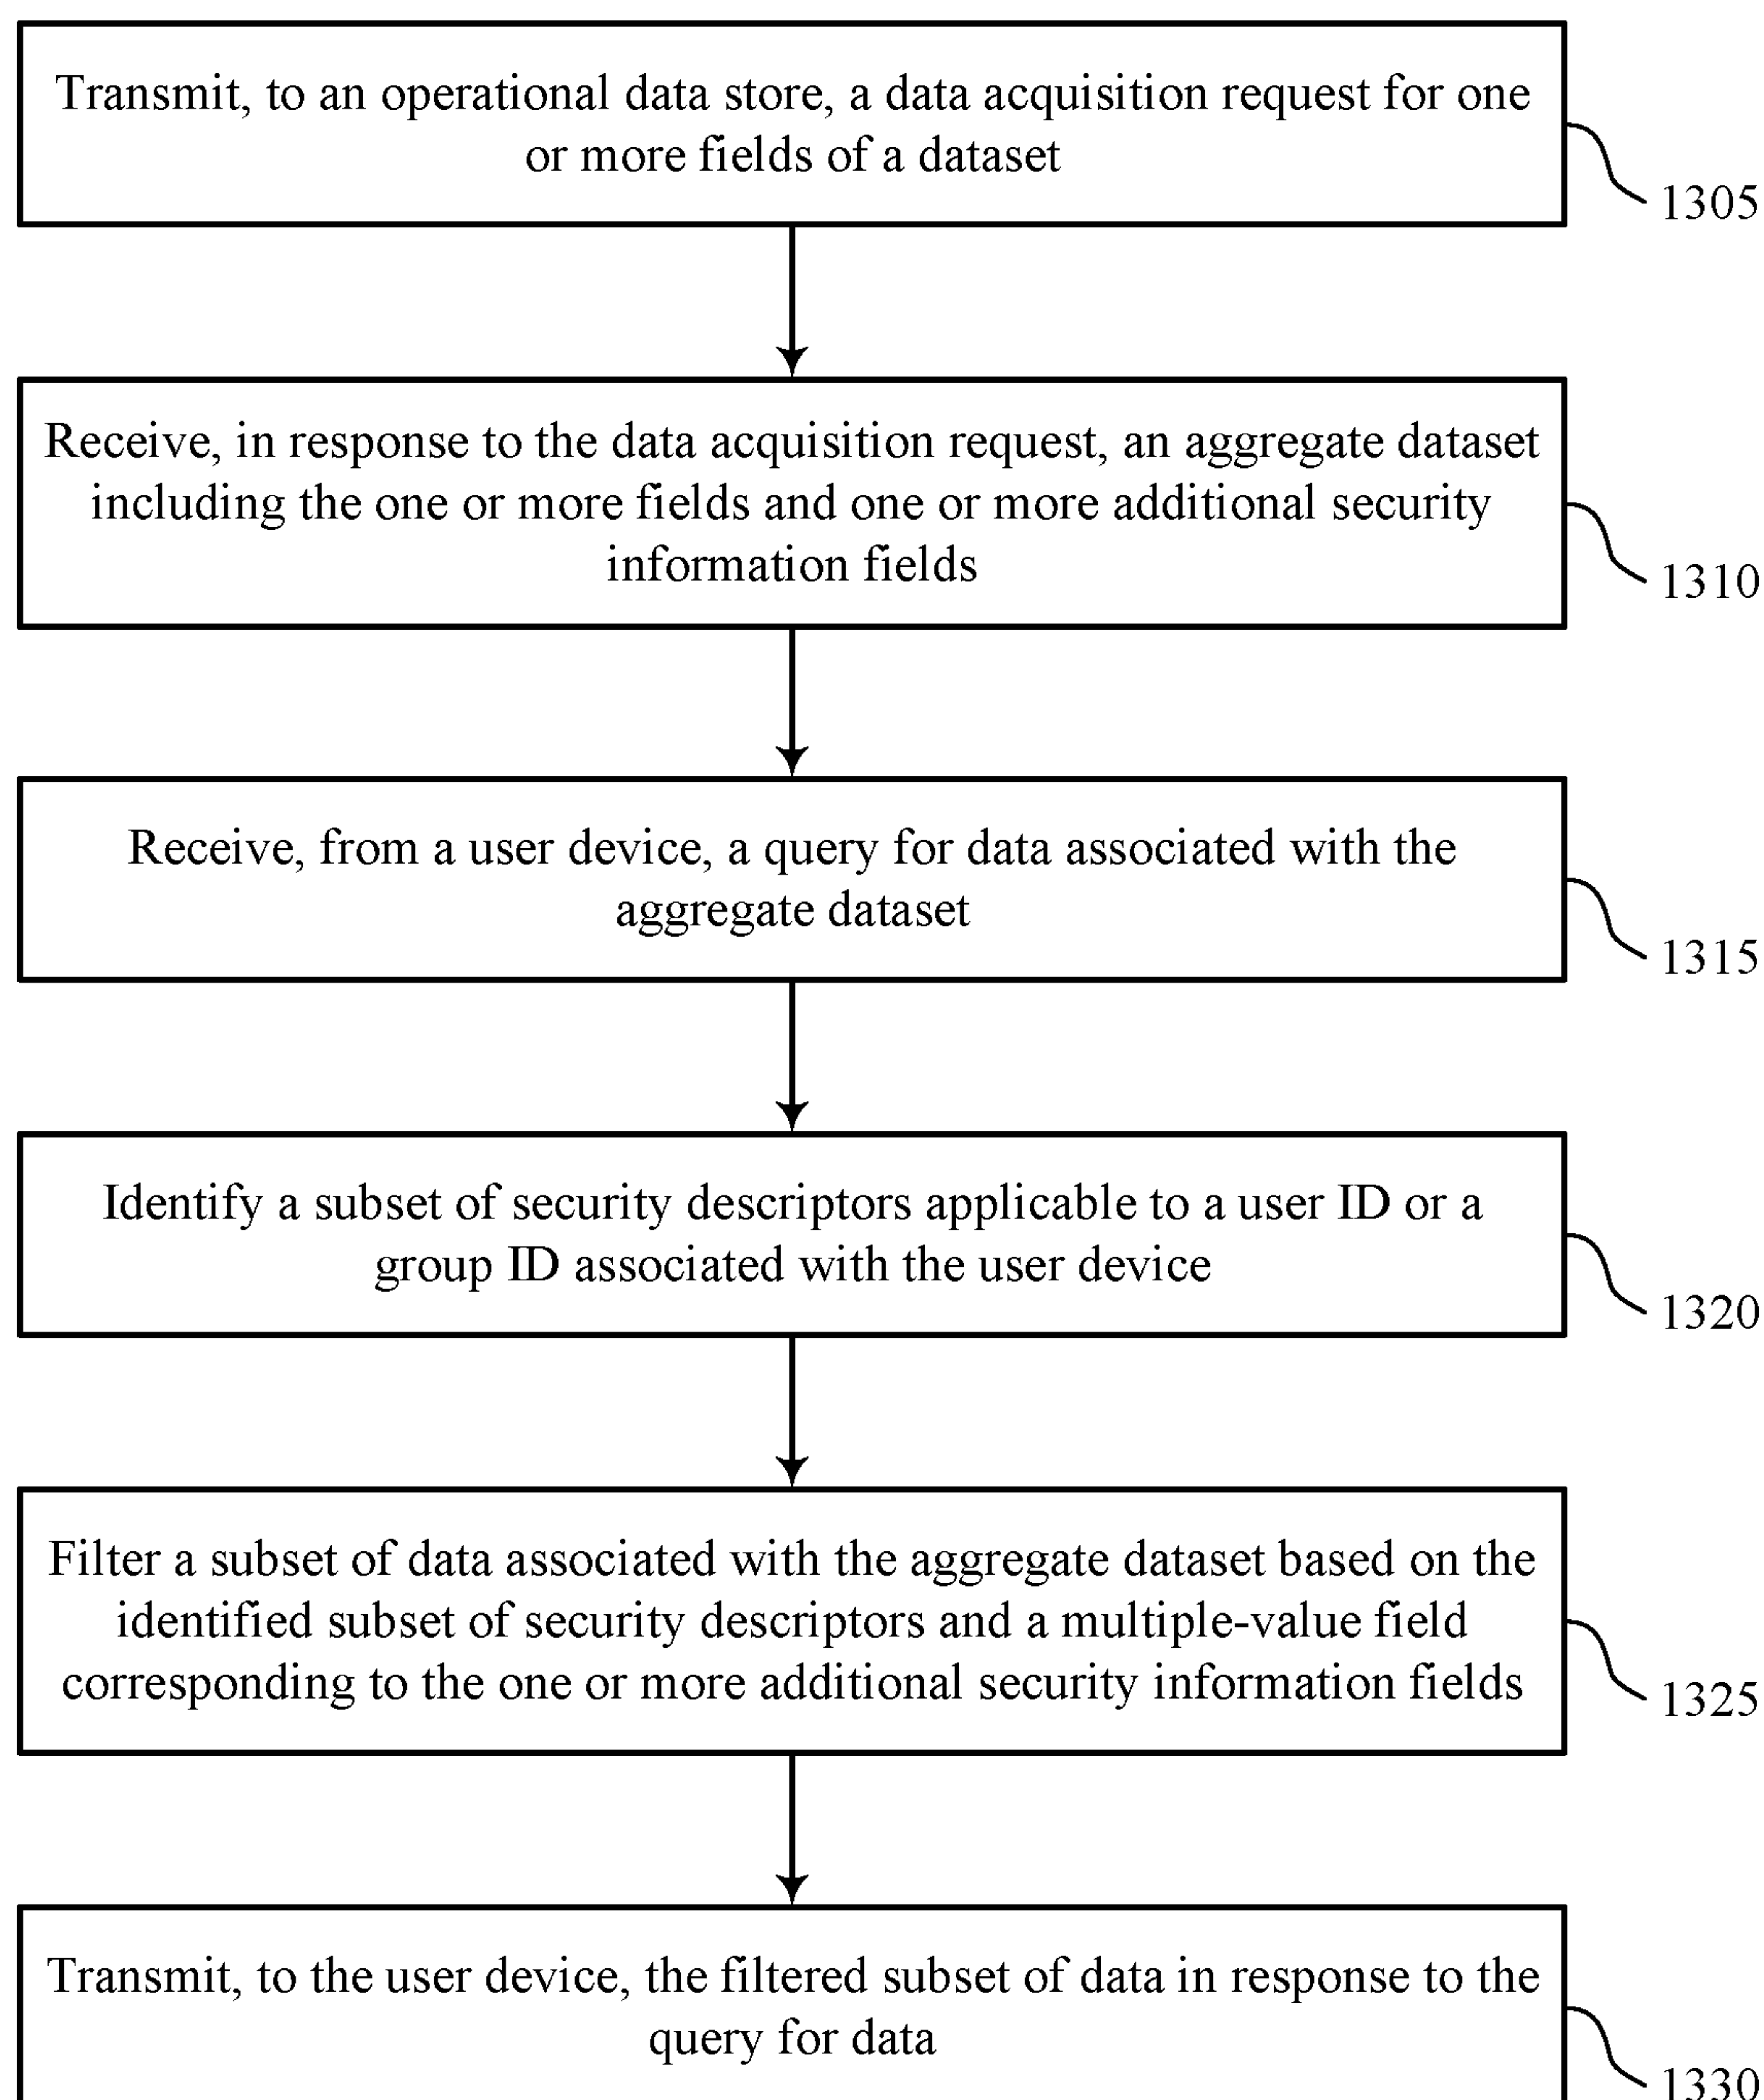 Transmit, to an operational data store, a data acquisition request for one
or more fields of a dataset
1305
Receive, in response to the data acquisition request, an aggregate dataset
including the one or more fields and one or more additional security
information fields
1310
Receive, from a user device, a query for data associated with the
aggregate dataset
1315
Identify a subset of security descriptors applicable to a user ID or a
group ID associated with the user device
1320
Filter a subset of data associated with the aggregate dataset based on the
identified subset of security descriptors and a multiple-value field
corresponding to the one or more additional security information fields
1325
Transmit, to the user device, the filtered subset of data in response to the
query for data
1330